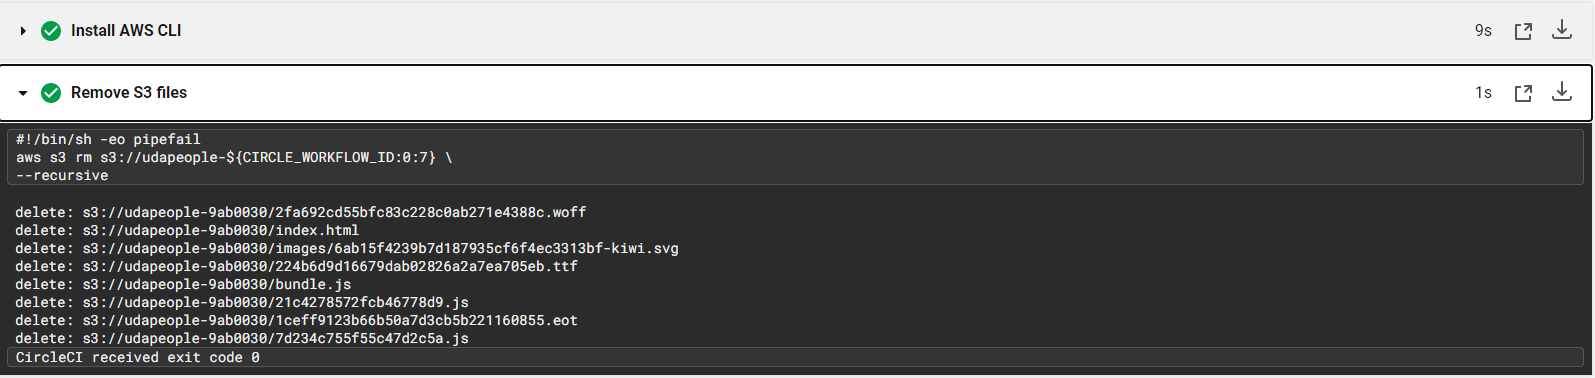 Install AWS CLI 9s
Remove S3 files 1s
#!/bin/sh -eo pipefail
aws s3 rm s3://udapeople-${CIRCLE_WORKFLOW_ID:0:7} \
--recursive
delete: s3://udapeople-9ab0030/2fa692cd55bfc83c228c0ab271e4388c.woff
delete: s3://udapeople-9ab0030/index.html
delete: s3://udapeople-9ab0030/images/6ab15f4239b7d187935cf6f4ec3313bf-kiwi.svg
delete: s3://udapeople-9ab0030/224b6d9d16679dab02826a2a7ea705eb.ttf
delete: s3://udapeople-9ab0030/bundle.js
delete: s3://udapeople-9ab0030/21c4278572fcb46778d9.js
delete: s3://udapeople-9ab0030/1ceff9123b66b50a7d3cb5b221160855.eot
delete: s3://udapeople-9ab0030/7d234c755f55c47d2c5a.js
CircleCI received exit code 0